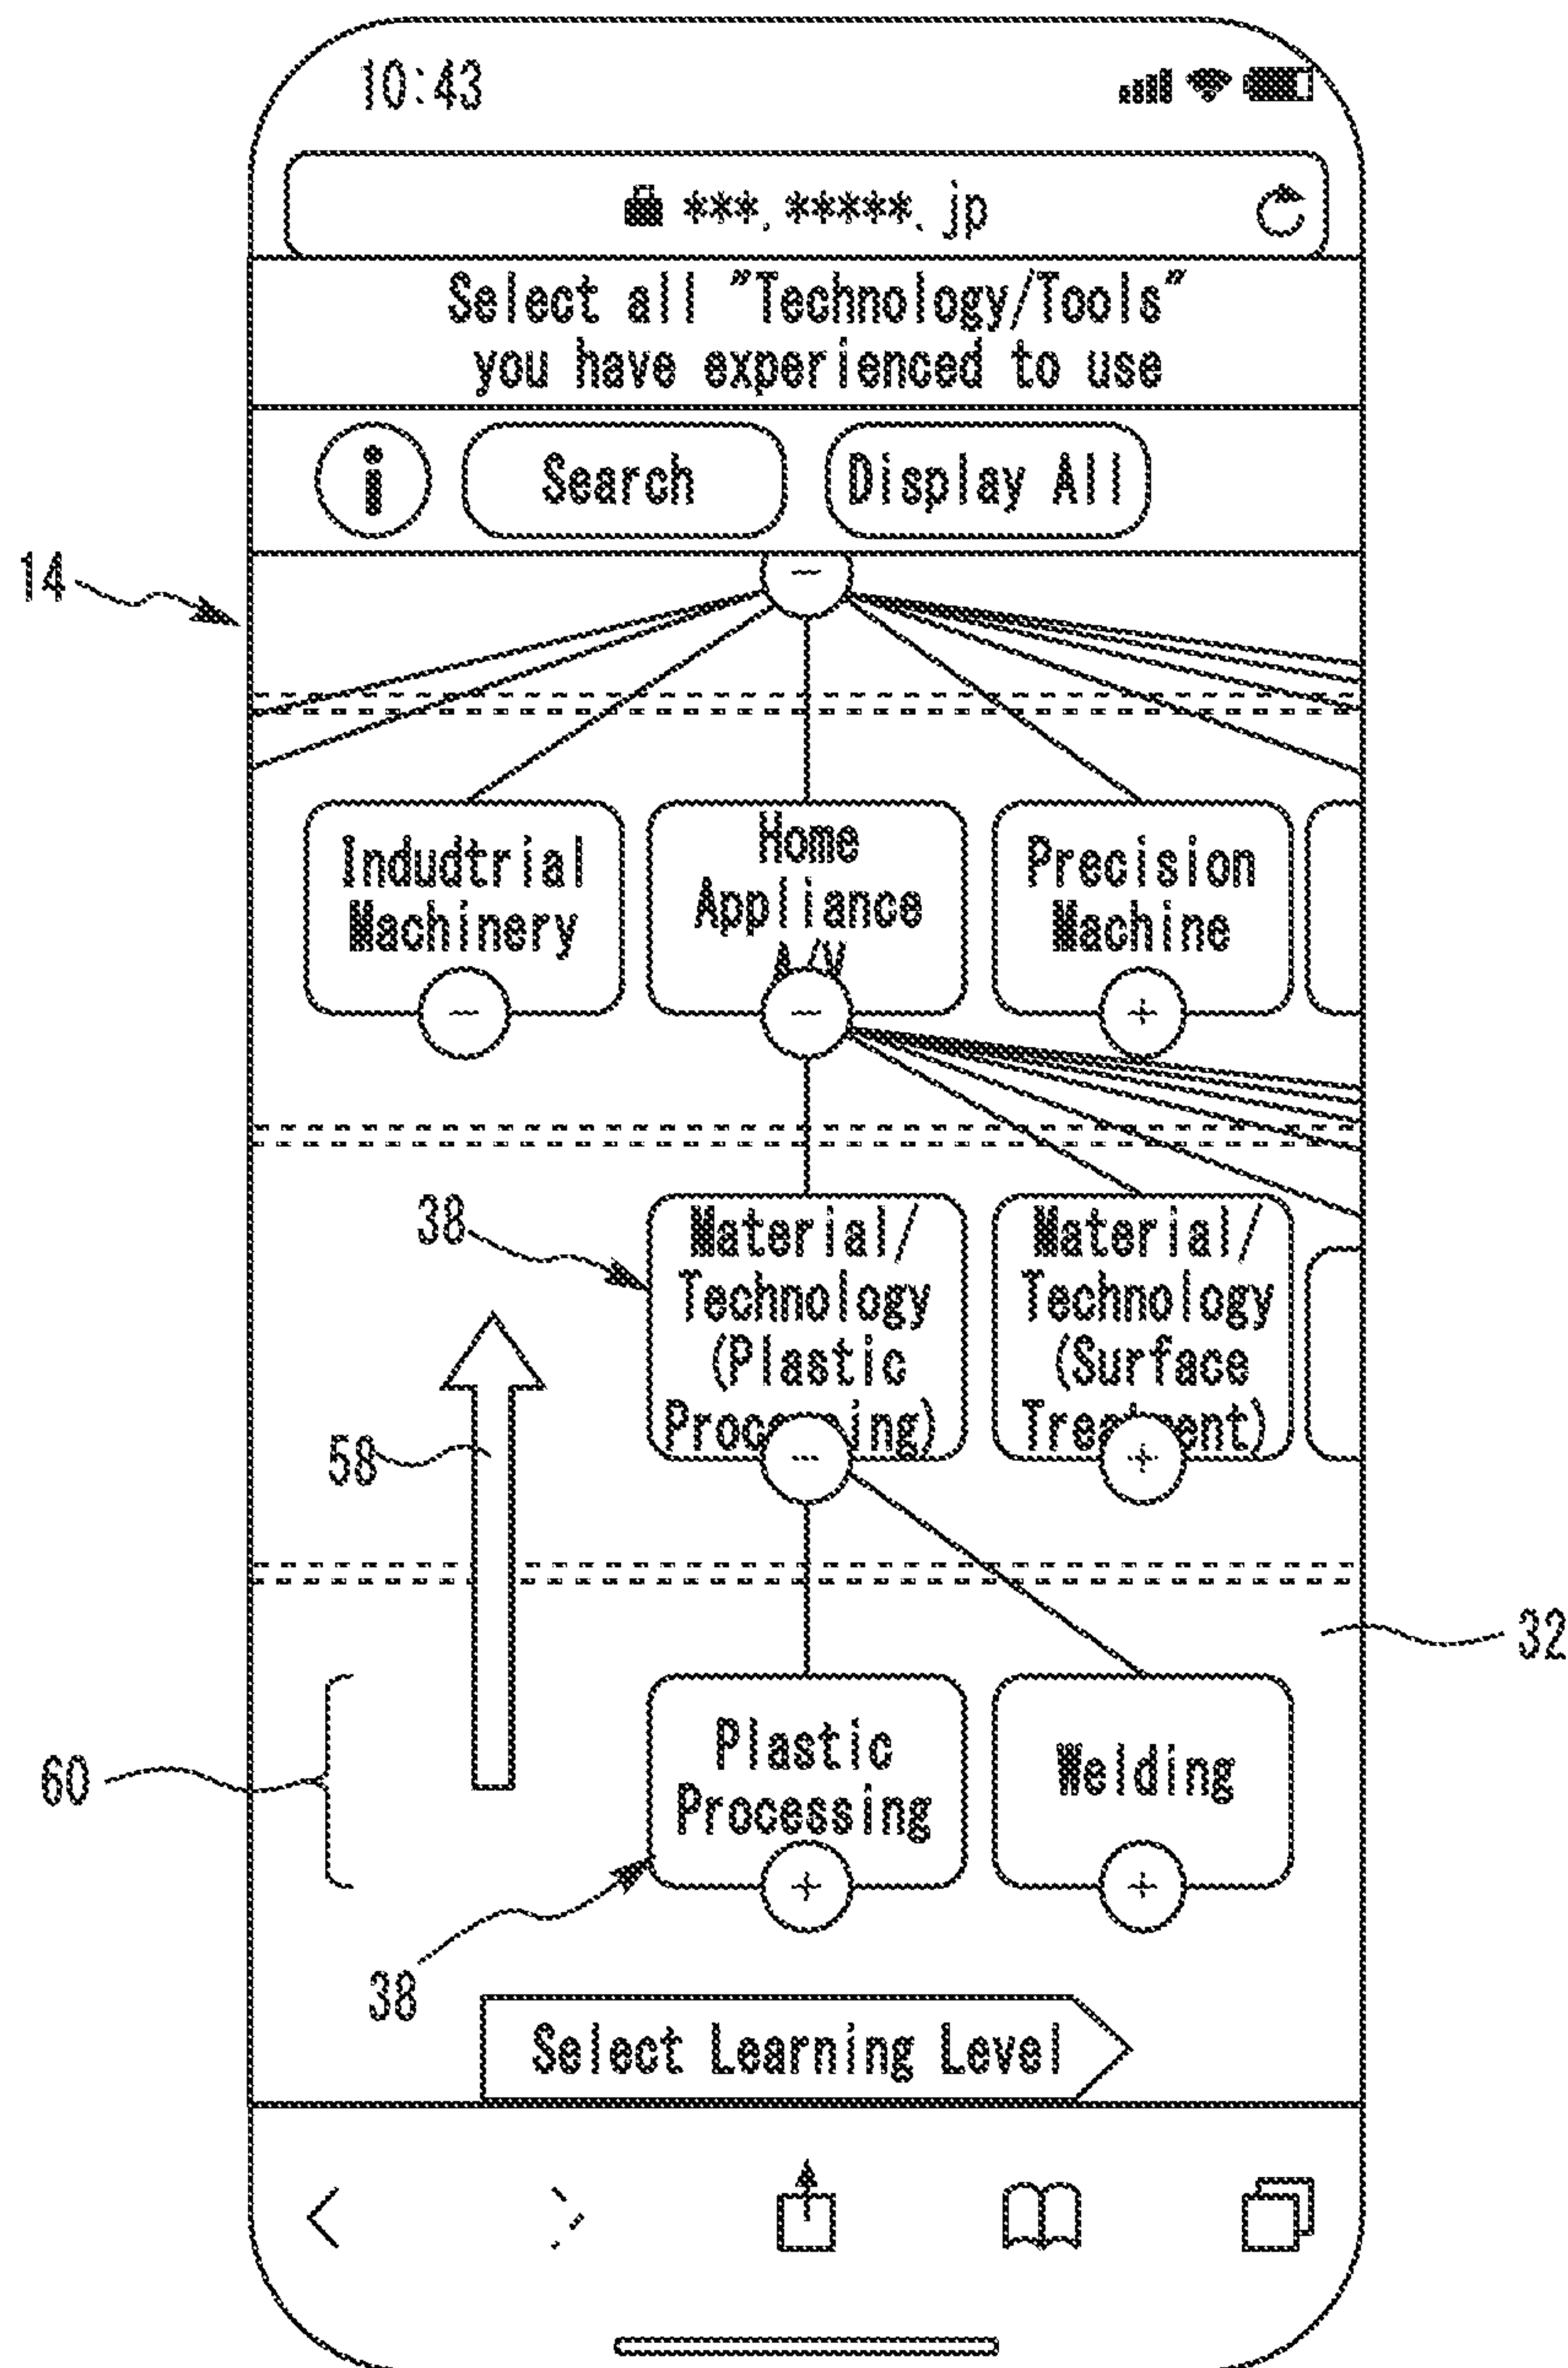 10:43
***.*****.jp
Select all "Technology/Tools"
you have experienced to use
i Search Display All
14
−
Indudtrial
Machinery
−
Home
Appliance
A/V
−
Precision
Machine
+
38
Material/
Technology
(Plastic
Processing)
−
Material/
Technology
(Surface
Treatment)
+
58
32
60
Plastic
Processing
+
Welding
+
38
Select Learning Level